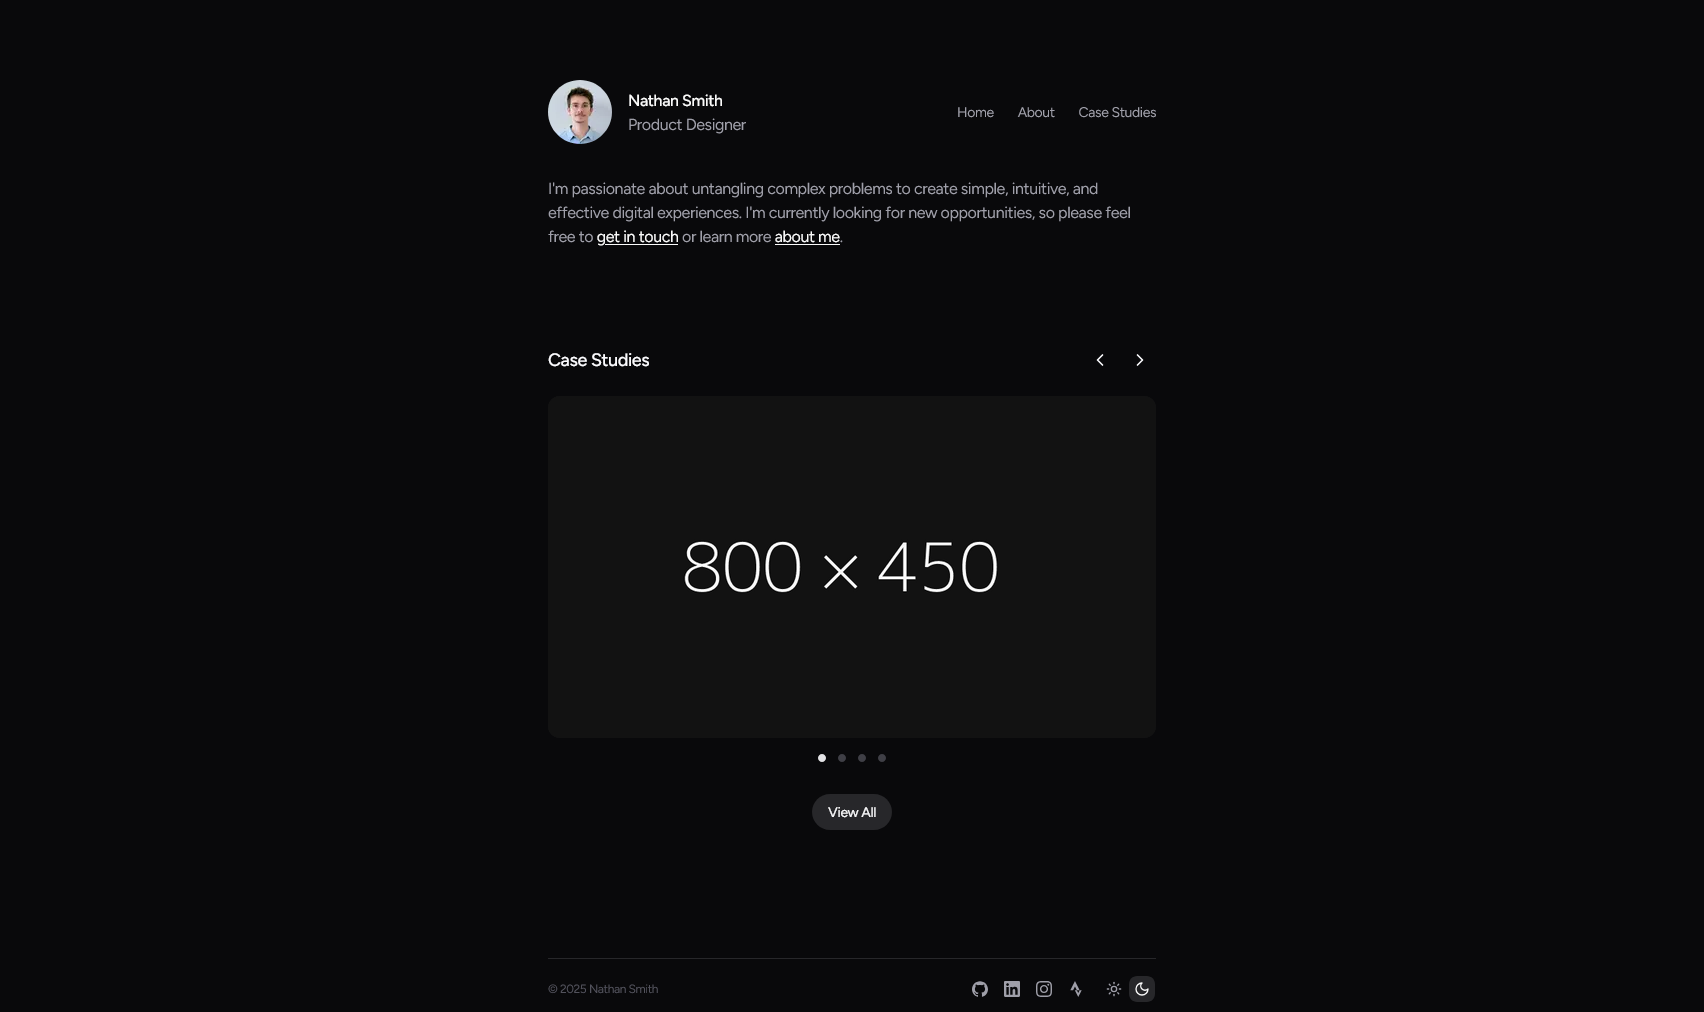 Nathan Smith
Product Designer
Home About Case Studies
I'm passionate about untangling complex problems to create simple, intuitive, and
effective digital experiences. I'm currently looking for new opportunities, so please feel
free to get in touch or learn more about me.
Case Studies
800 × 450
View All
© 2025 Nathan Smith